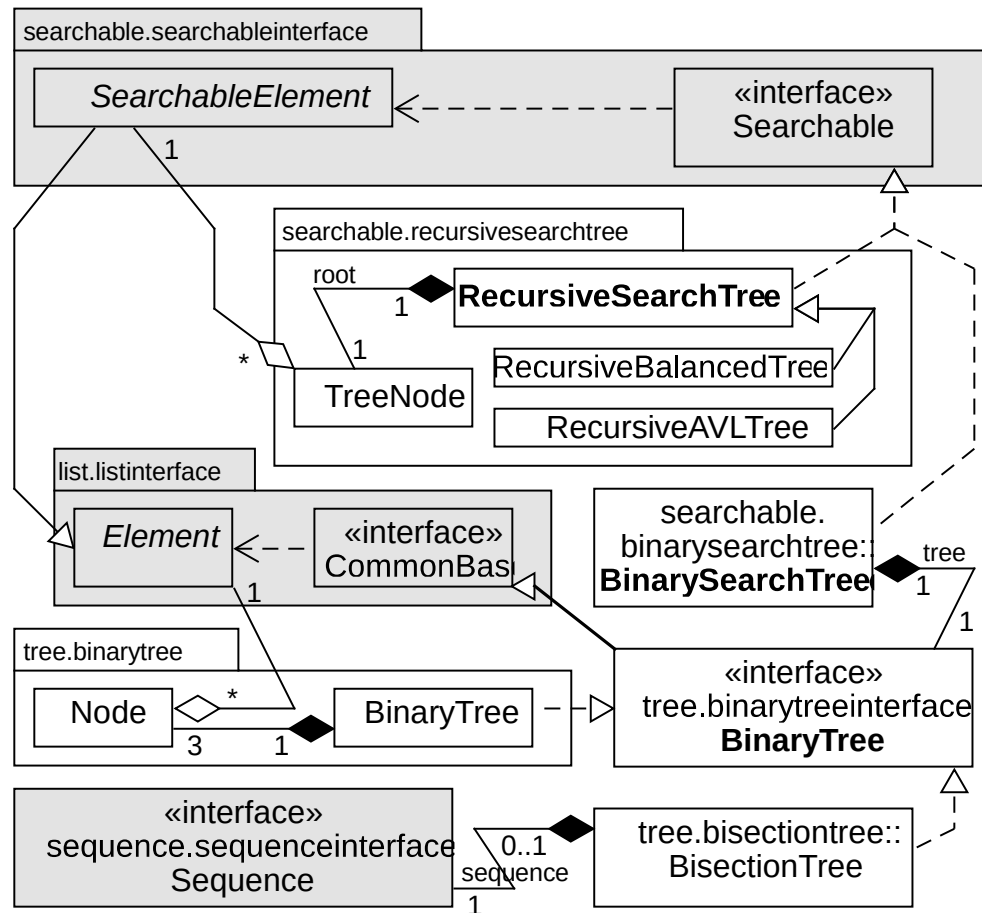 searchable.searchableinterface
SearchableElement
«interface»
Searchable
1
searchable.recursivesearchtree
root
1
RecursiveSearchTree
*
1
TreeNode
RecursiveBalancedTree
RecursiveAVLTree
list.listinterface
Element
«interface»
CommonBas
1
searchable.
binarysearchtree::
BinarySearchTree
tree
1
1
tree.binarytree
Node
*
3
1
BinaryTree
«interface»
tree.binarytreeinterface
BinaryTree
«interface»
sequence.sequenceinterface
Sequence
0..1
sequence
1
tree.bisectiontree::
BisectionTree